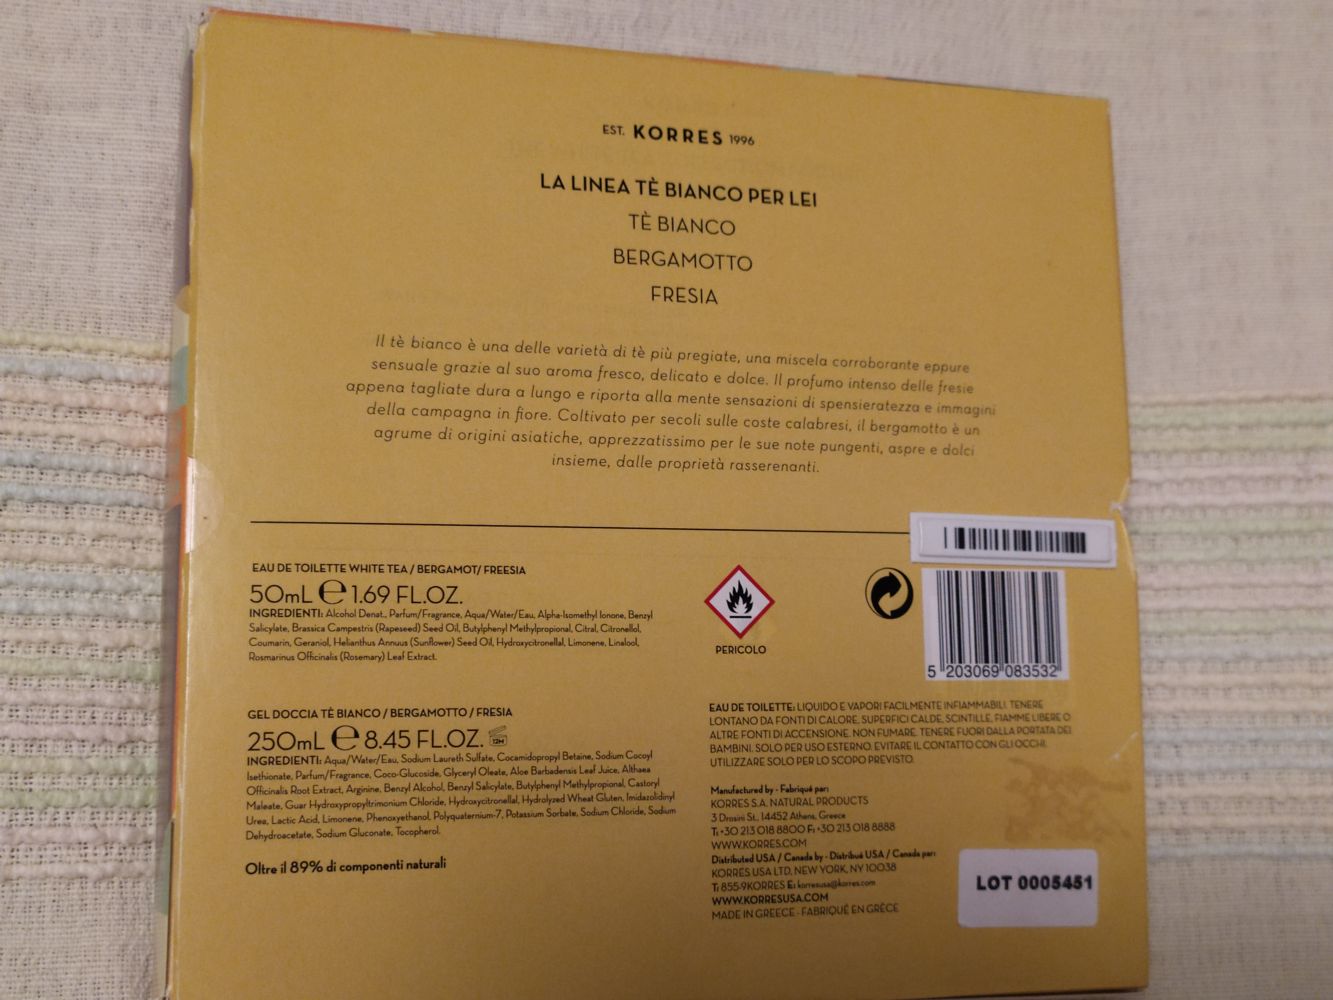 EST. KORRES 1996
LA LINEA TÈ BIANCO PER LEI
TÈ BIANCO
BERGAMOTTO
FRESIA
Il tè bianco è una delle varietà di tè più pregiate, una miscela corroborante eppure
sensuale grazie al suo aroma fresco, delicato e dolce. Il profumo intenso delle fresie
appena tagliate dura a lungo e riporta alla mente sensazioni di spensieratezza e immagini
della campagna in fiore. Coltivato per secoli sulle coste calabresi, il bergamotto è un
agrume di origini asiatiche, apprezzatissimo per le sue note pungenti, aspre e dolci
insieme, dalle proprietà rasserenanti.
EAU DE TOILETTE WHITE TEA / BERGAMOT/ FREESIA
50mL ℮ 1.69 FL.OZ.
INGREDIENTI: Alcohol Denat., Parfum/Fragrance, Aqua/Water/Eau, Alpha-Isomethyl Ionone, Benzyl
Salicylate, Brassica Campestris (Rapeseed) Seed Oil, Butylphenyl Methylpropional, Citral, Citronellol,
Coumarin, Geraniol, Helianthus Annuus (Sunflower) Seed Oil, Hydroxycitronellal, Limonene, Linalool,
Rosmarinus Officinalis (Rosemary) Leaf Extract.
PERICOLO
5 203069 083532
GEL DOCCIA TÈ BIANCO / BERGAMOTTO / FRESIA
250mL ℮ 8.45 FL.OZ. 12M
INGREDIENTI: Aqua/Water/Eau, Sodium Laureth Sulfate, Cocamidopropyl Betaine, Sodium Cocoyl
Isethionate, Parfum/Fragrance, Coco-Glucoside, Glyceryl Oleate, Aloe Barbadensis Leaf Juice, Althaea
Officinalis Root Extract, Arginine, Benzyl Alcohol, Benzyl Salicylate, Butylphenyl Methylpropional, Castoryl
Maleate, Guar Hydroxypropyltrimonium Chloride, Hydroxycitronellal, Hydrolyzed Wheat Gluten, Imidazolidinyl
Urea, Lactic Acid, Limonene, Phenoxyethanol, Polyquaternium-7, Potassium Sorbate, Sodium Chloride, Sodium
Dehydroacetate, Sodium Gluconate, Tocopherol.
Oltre il 89% di componenti naturali
EAU DE TOILETTE: LIQUIDO E VAPORI FACILMENTE INFIAMMABILI. TENERE
LONTANO DA FONTI DI CALORE, SUPERFICI CALDE, SCINTILLE, FIAMME LIBERE O
ALTRE FONTI DI ACCENSIONE. NON FUMARE. TENERE FUORI DALLA PORTATA DEI
BAMBINI. SOLO PER USO ESTERNO. EVITARE IL CONTATTO CON GLI OCCHI.
UTILIZZARE SOLO PER LO SCOPO PREVISTO.
Manufactured by - Fabriqué par:
KORRES S.A. NATURAL PRODUCTS
3 Drosini St., 14452 Athens, Greece
T: +30 213 018 8800 F: +30 213 018 8888
WWW.KORRES.COM
Distributed USA / Canada by - Distribué USA / Canada par:
KORRES USA LTD, NEW YORK, NY 10038
T: 855-9KORRES E: korresusa@korres.com
WWW.KORRESUSA.COM
MADE IN GREECE - FABRIQUÉ EN GRÈCE
LOT 0005451